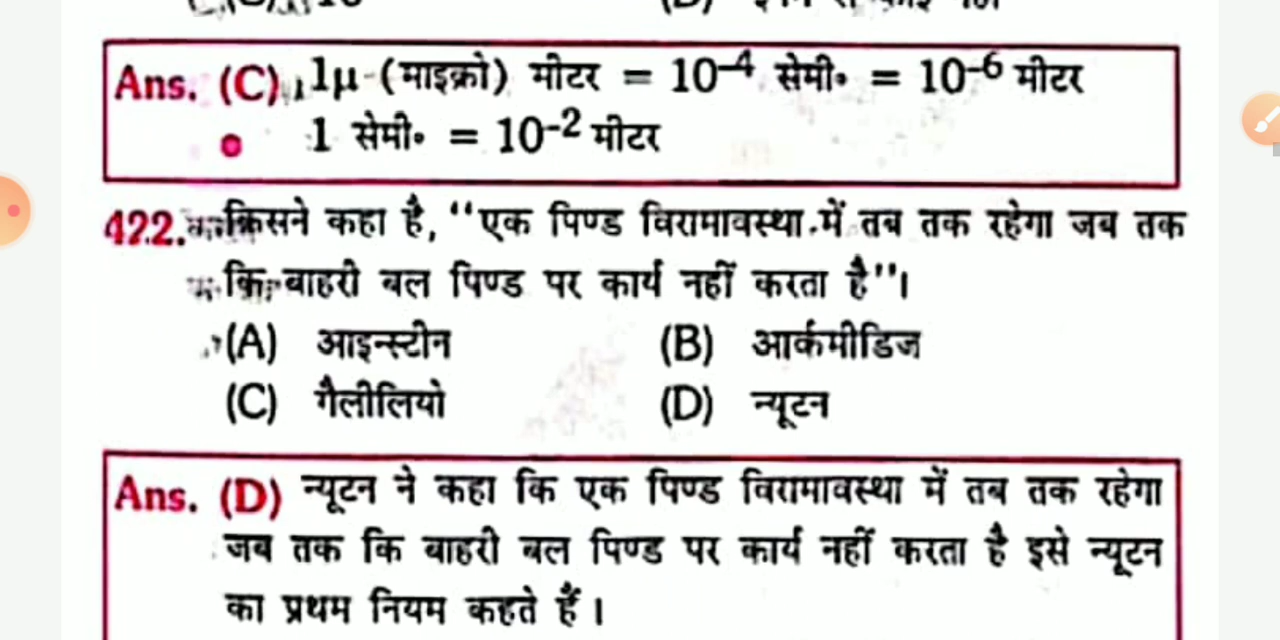 Ans. (C) 1μ (माइक्रो) मीटर = 10⁻⁴ सेमी॰ = 10⁻⁶ मीटर
1 सेमी॰ = 10⁻² मीटर
422. किसने कहा है, "एक पिण्ड विरामावस्था में तब तक रहेगा जब तक
कि बाहरी बल पिण्ड पर कार्य नहीं करता है"।
(A) आइन्स्टीन (B) आर्कमीडिज
(C) गैलीलियो (D) न्यूटन
Ans. (D) न्यूटन ने कहा कि एक पिण्ड विरामावस्था में तब तक रहेगा
जब तक कि बाहरी बल पिण्ड पर कार्य नहीं करता है इसे न्यूटन
का प्रथम नियम कहते हैं।